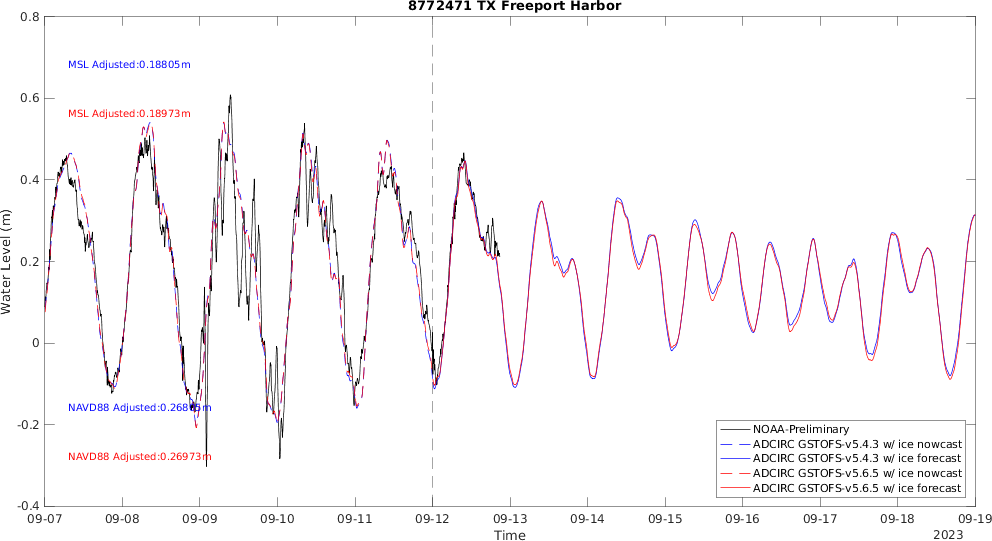 8772471 TX Freeport Harbor
0.8
0.6
0.4
0.2
0
-0.2
-0.4
Water Level (m)
MSL Adjusted:0.18805m
MSL Adjusted:0.18973m
NAVD88 Adjusted:0.26805m
NAVD88 Adjusted:0.26973m
NOAA-Preliminary
ADCIRC GSTOFS-v5.4.3 w/ ice nowcast
ADCIRC GSTOFS-v5.4.3 w/ ice forecast
ADCIRC GSTOFS-v5.6.5 w/ ice nowcast
ADCIRC GSTOFS-v5.6.5 w/ ice forecast
09-07 09-08 09-09 09-10 09-11 09-12 09-13 09-14 09-15 09-16 09-17 09-18 09-19
Time
2023